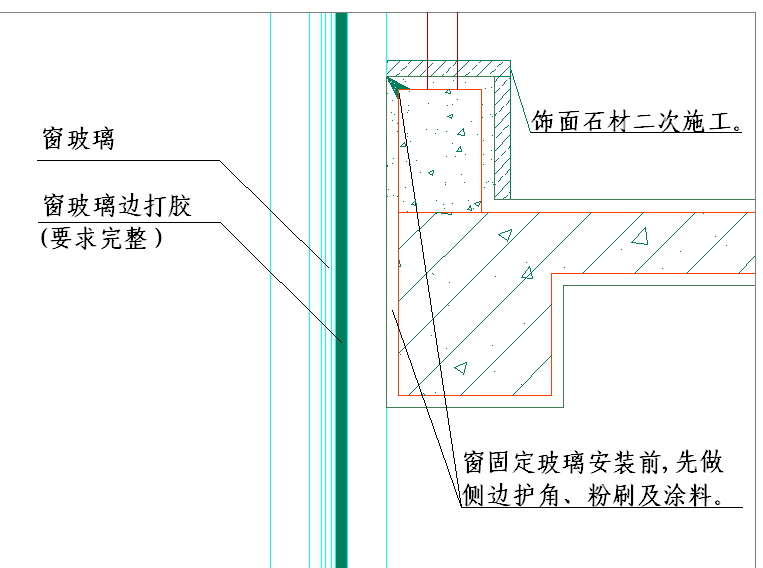 饰面石材二次施工。
窗玻璃
窗玻璃边打胶
(要求完整)
窗固定玻璃安装前,先做
侧边护角、粉刷及涂料。